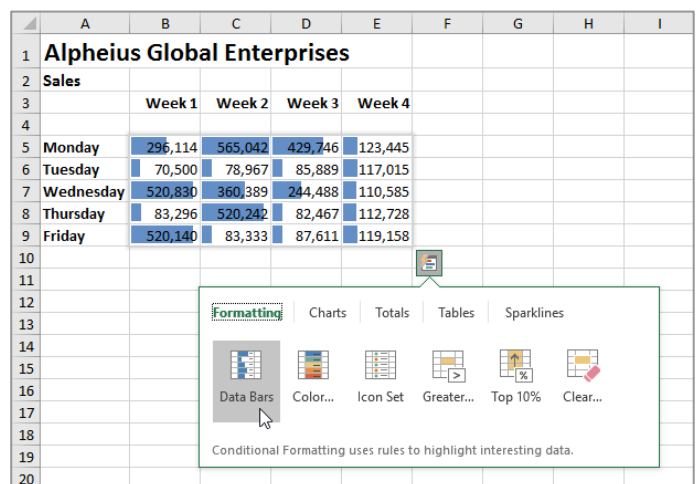 A B C D E F G H I
1 Alpheius Global Enterprises
2 Sales
3 Week 1 Week 2 Week 3 Week 4
4
5 Monday 296,114 565,042 429,746 123,445
6 Tuesday 70,500 78,967 85,889 117,015
7 Wednesday 520,830 360,389 244,488 110,585
8 Thursday 83,296 520,242 82,467 112,728
9 Friday 520,140 83,333 87,611 119,158
10
11
12
Formatting Charts Totals Tables Sparklines
13
14
15
16
Data Bars Color... Icon Set Greater... Top 10% Clear...
17
18
Conditional Formatting uses rules to highlight interesting data.
19
20